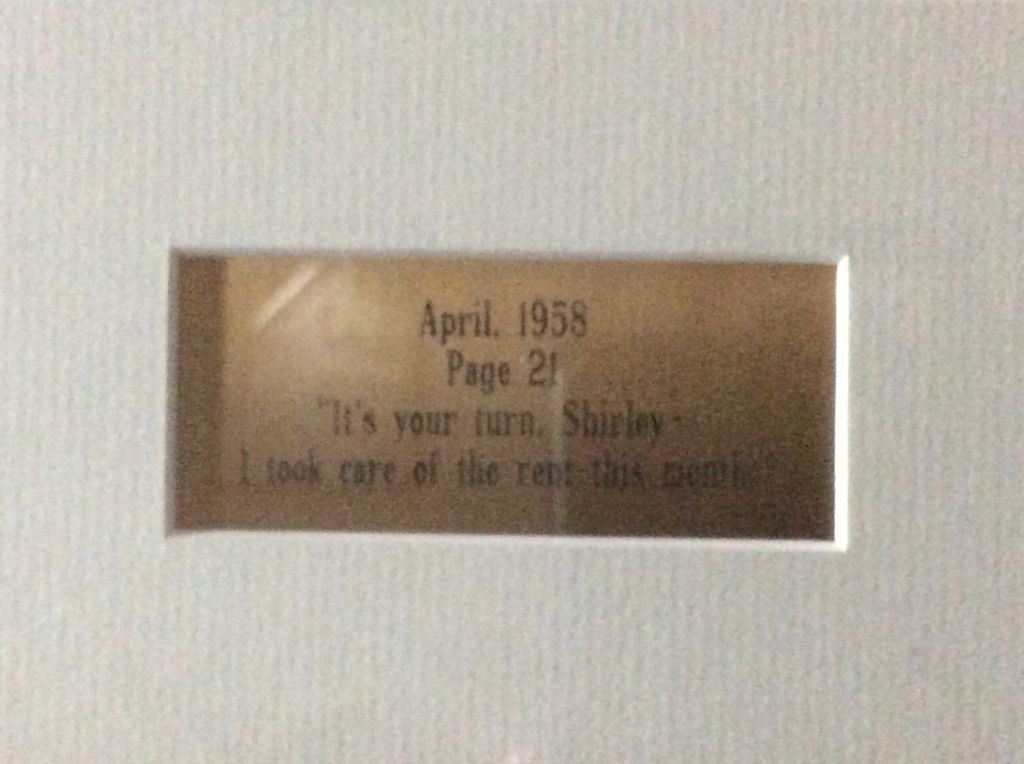 April, 1958
Page 21
"It's your turn, Shirley-
I took care of the rent this month."